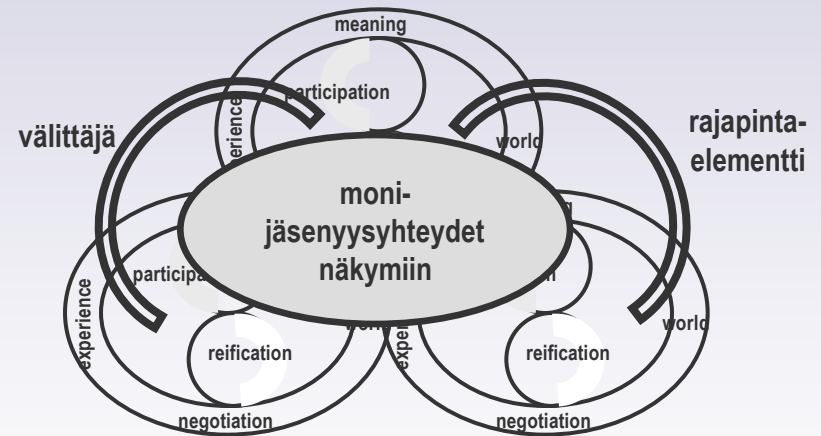 meaning
participation
välittäjä
rajapinta-
elementti
world
moni-
jäsenyysyhteydet
näkymiin
experience
world
reification
reification
negotiation
negotiation